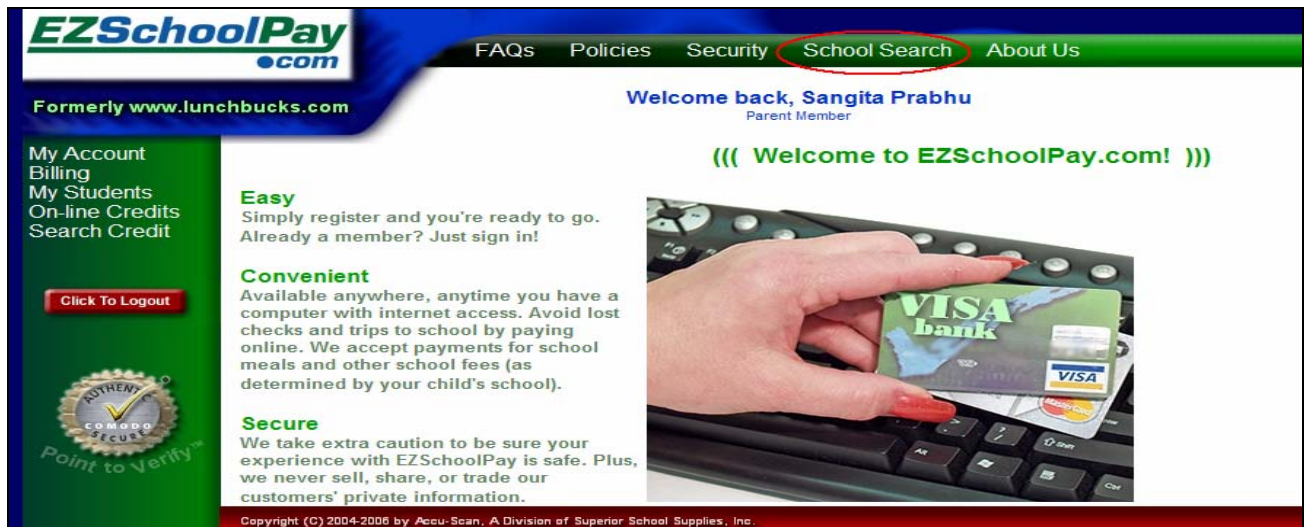 EZSchoolPay
.com
FAQs Policies Security School Search About Us
Formerly www.lunchbucks.com
Welcome back, Sangita Prabhu
Parent Member
My Account
Billing
My Students
On-line Credits
Search Credit
Click To Logout
AUTHENTIC
COMODO
SECURE
Point to Verify™
((( Welcome to EZSchoolPay.com! )))
Easy
Simply register and you're ready to go.
Already a member? Just sign in!
Convenient
Available anywhere, anytime you have a
computer with internet access. Avoid lost
checks and trips to school by paying
online. We accept payments for school
meals and other school fees (as
determined by your child's school).
Secure
We take extra caution to be sure your
experience with EZSchoolPay is safe. Plus,
we never sell, share, or trade our
customers' private information.
VISA
bank
VISA
MasterCard
Shift
AR
Ctrl
Copyright (C) 2004-2006 by Accu-Scan, A Division of Superior School Supplies, Inc.